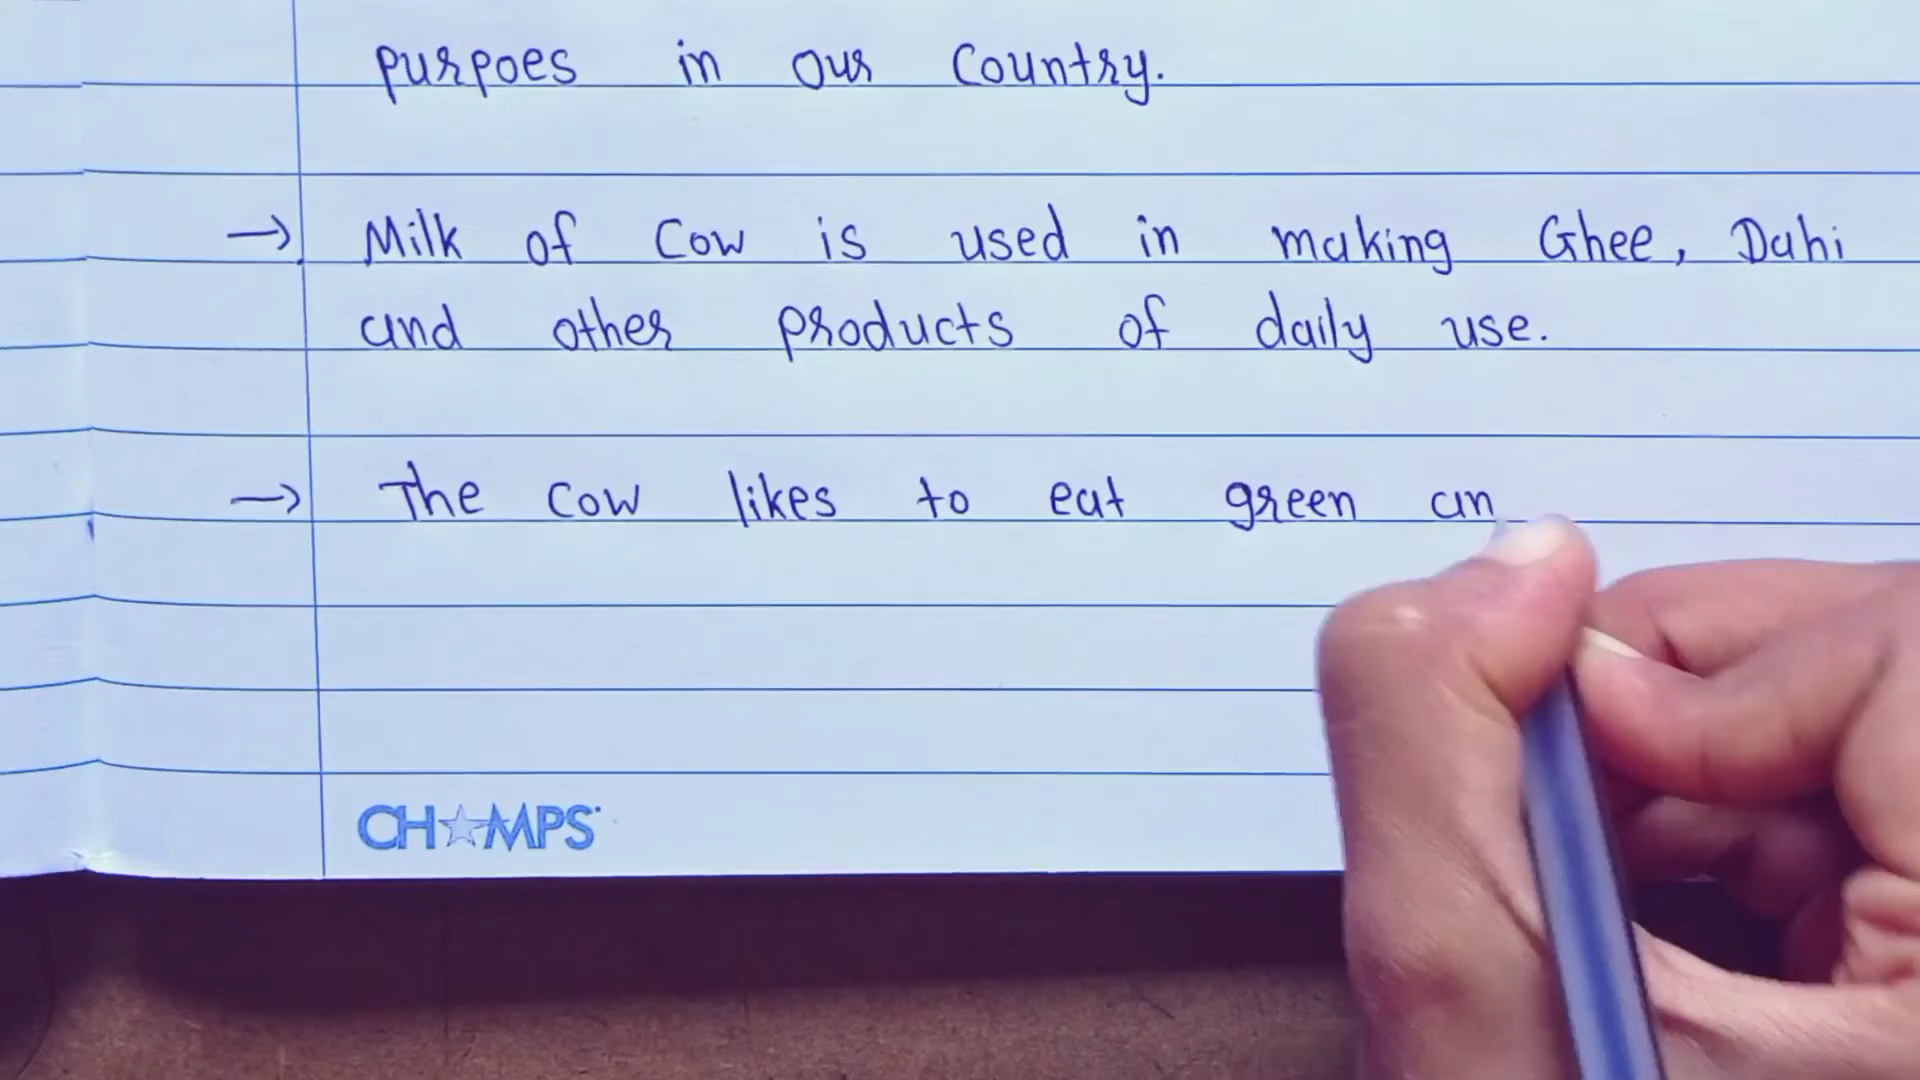 purpoes in our Country.
→ Milk of Cow is used in making Ghee, Dahi
and other products of daily use.
→ The Cow likes to eat green an
CHAMPS